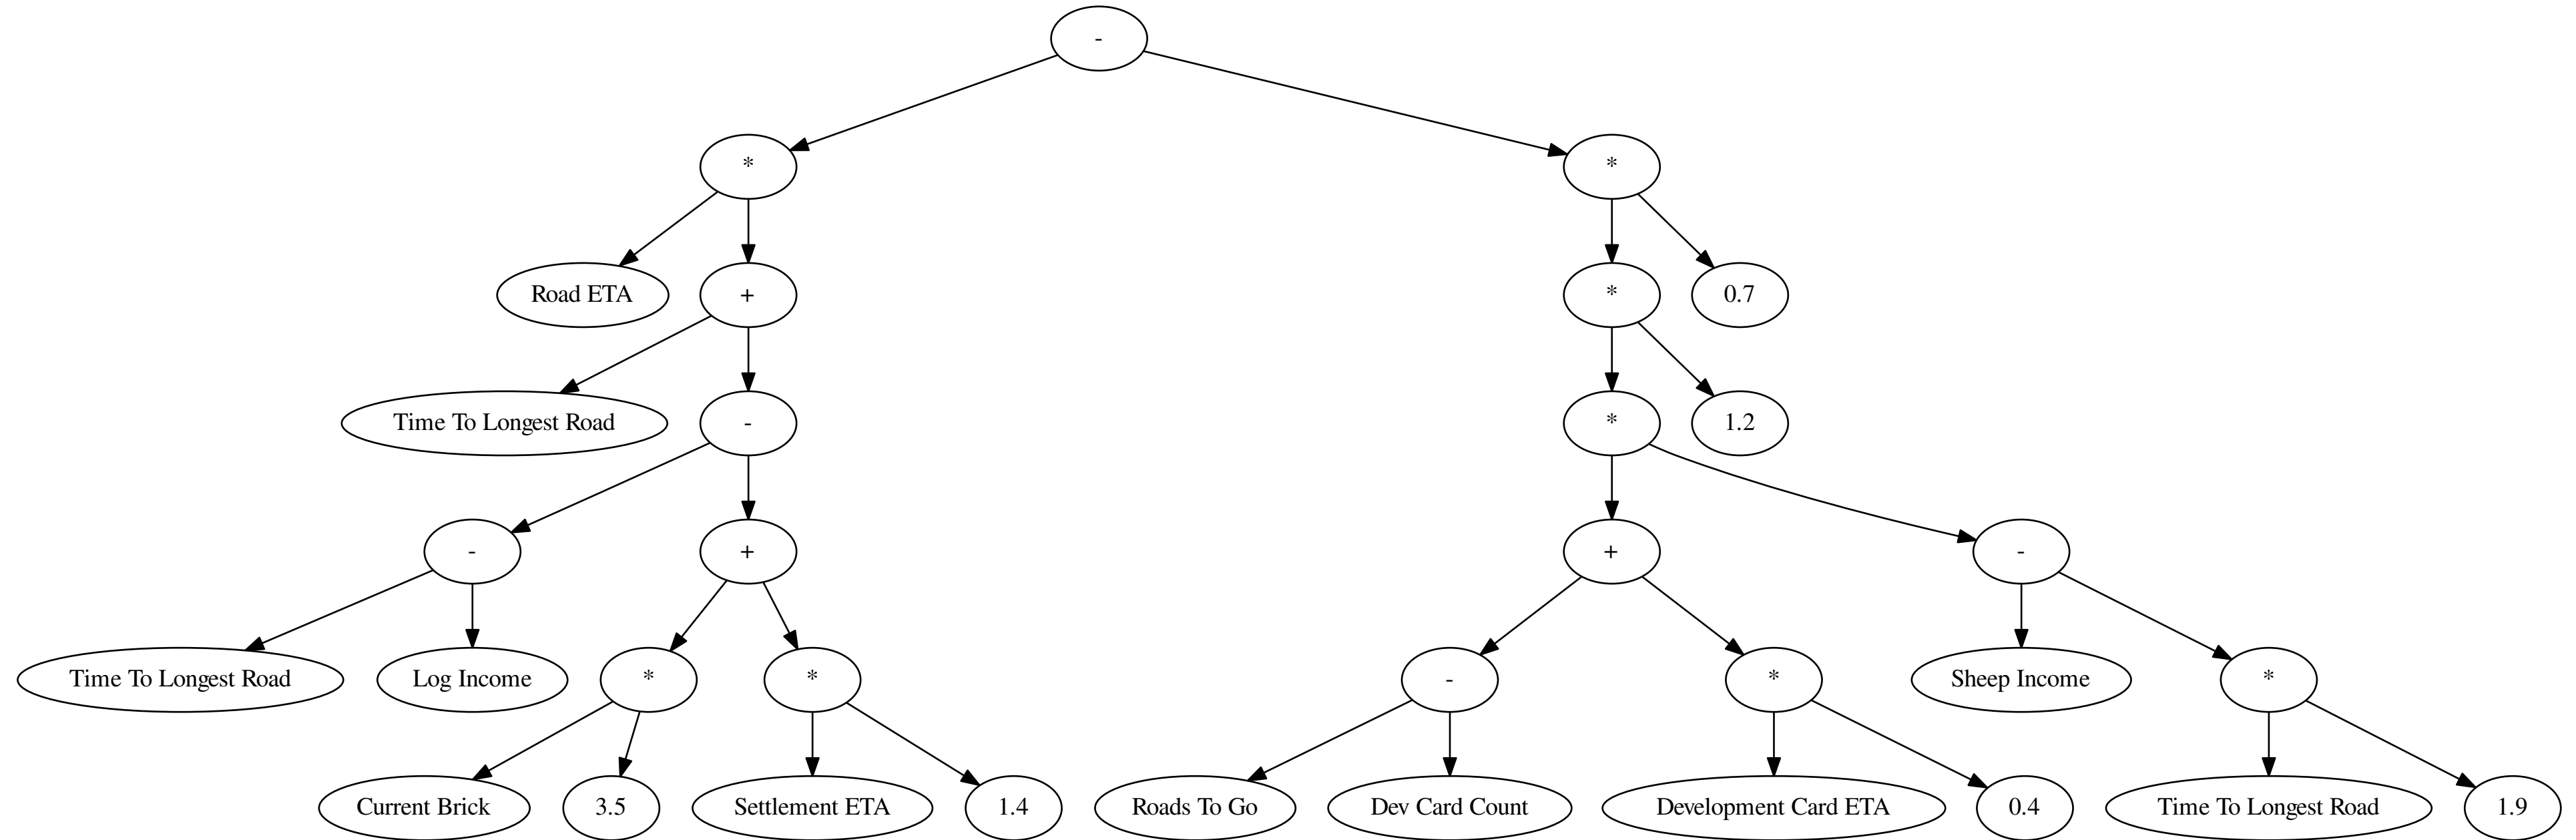 -
*
*
Road ETA
+
*
0.7
Time To Longest Road
-
*
1.2
-
+
+
-
Time To Longest Road
Log Income
*
*
-
*
Sheep Income
*
Current Brick
3.5
Settlement ETA
1.4
Roads To Go
Dev Card Count
Development Card ETA
0.4
Time To Longest Road
1.9